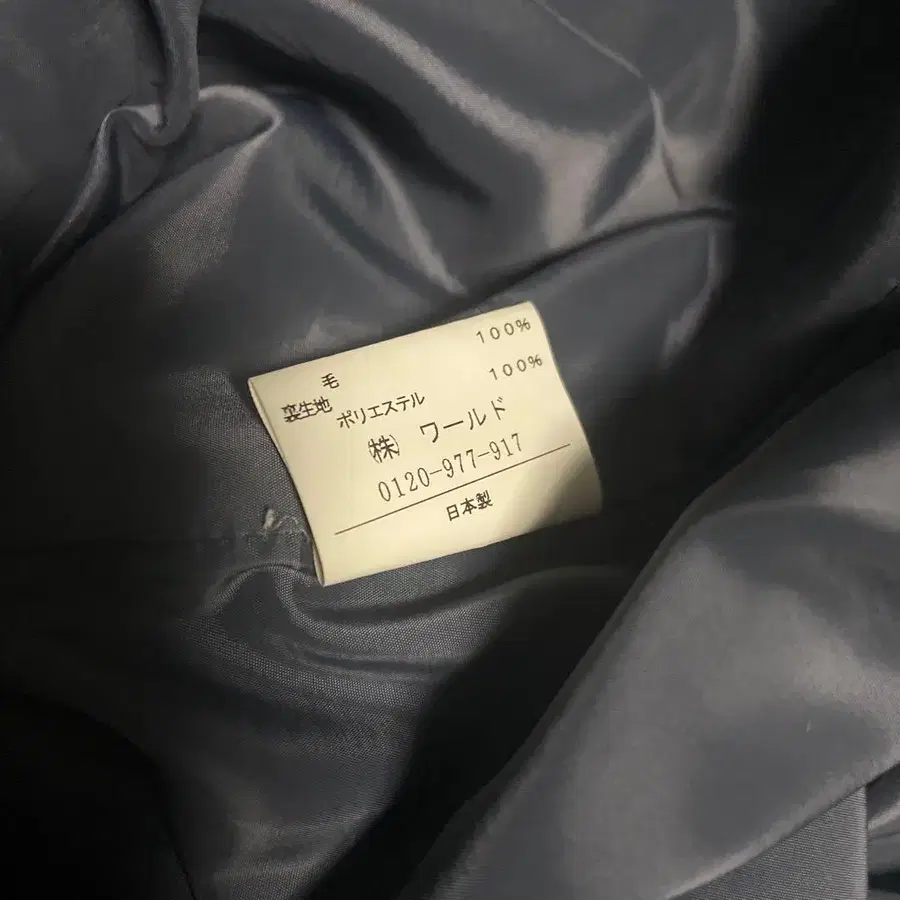 毛 100%
裏生地 ポリエステル 100%
㈱ ワールド
0120-977-917
日本製